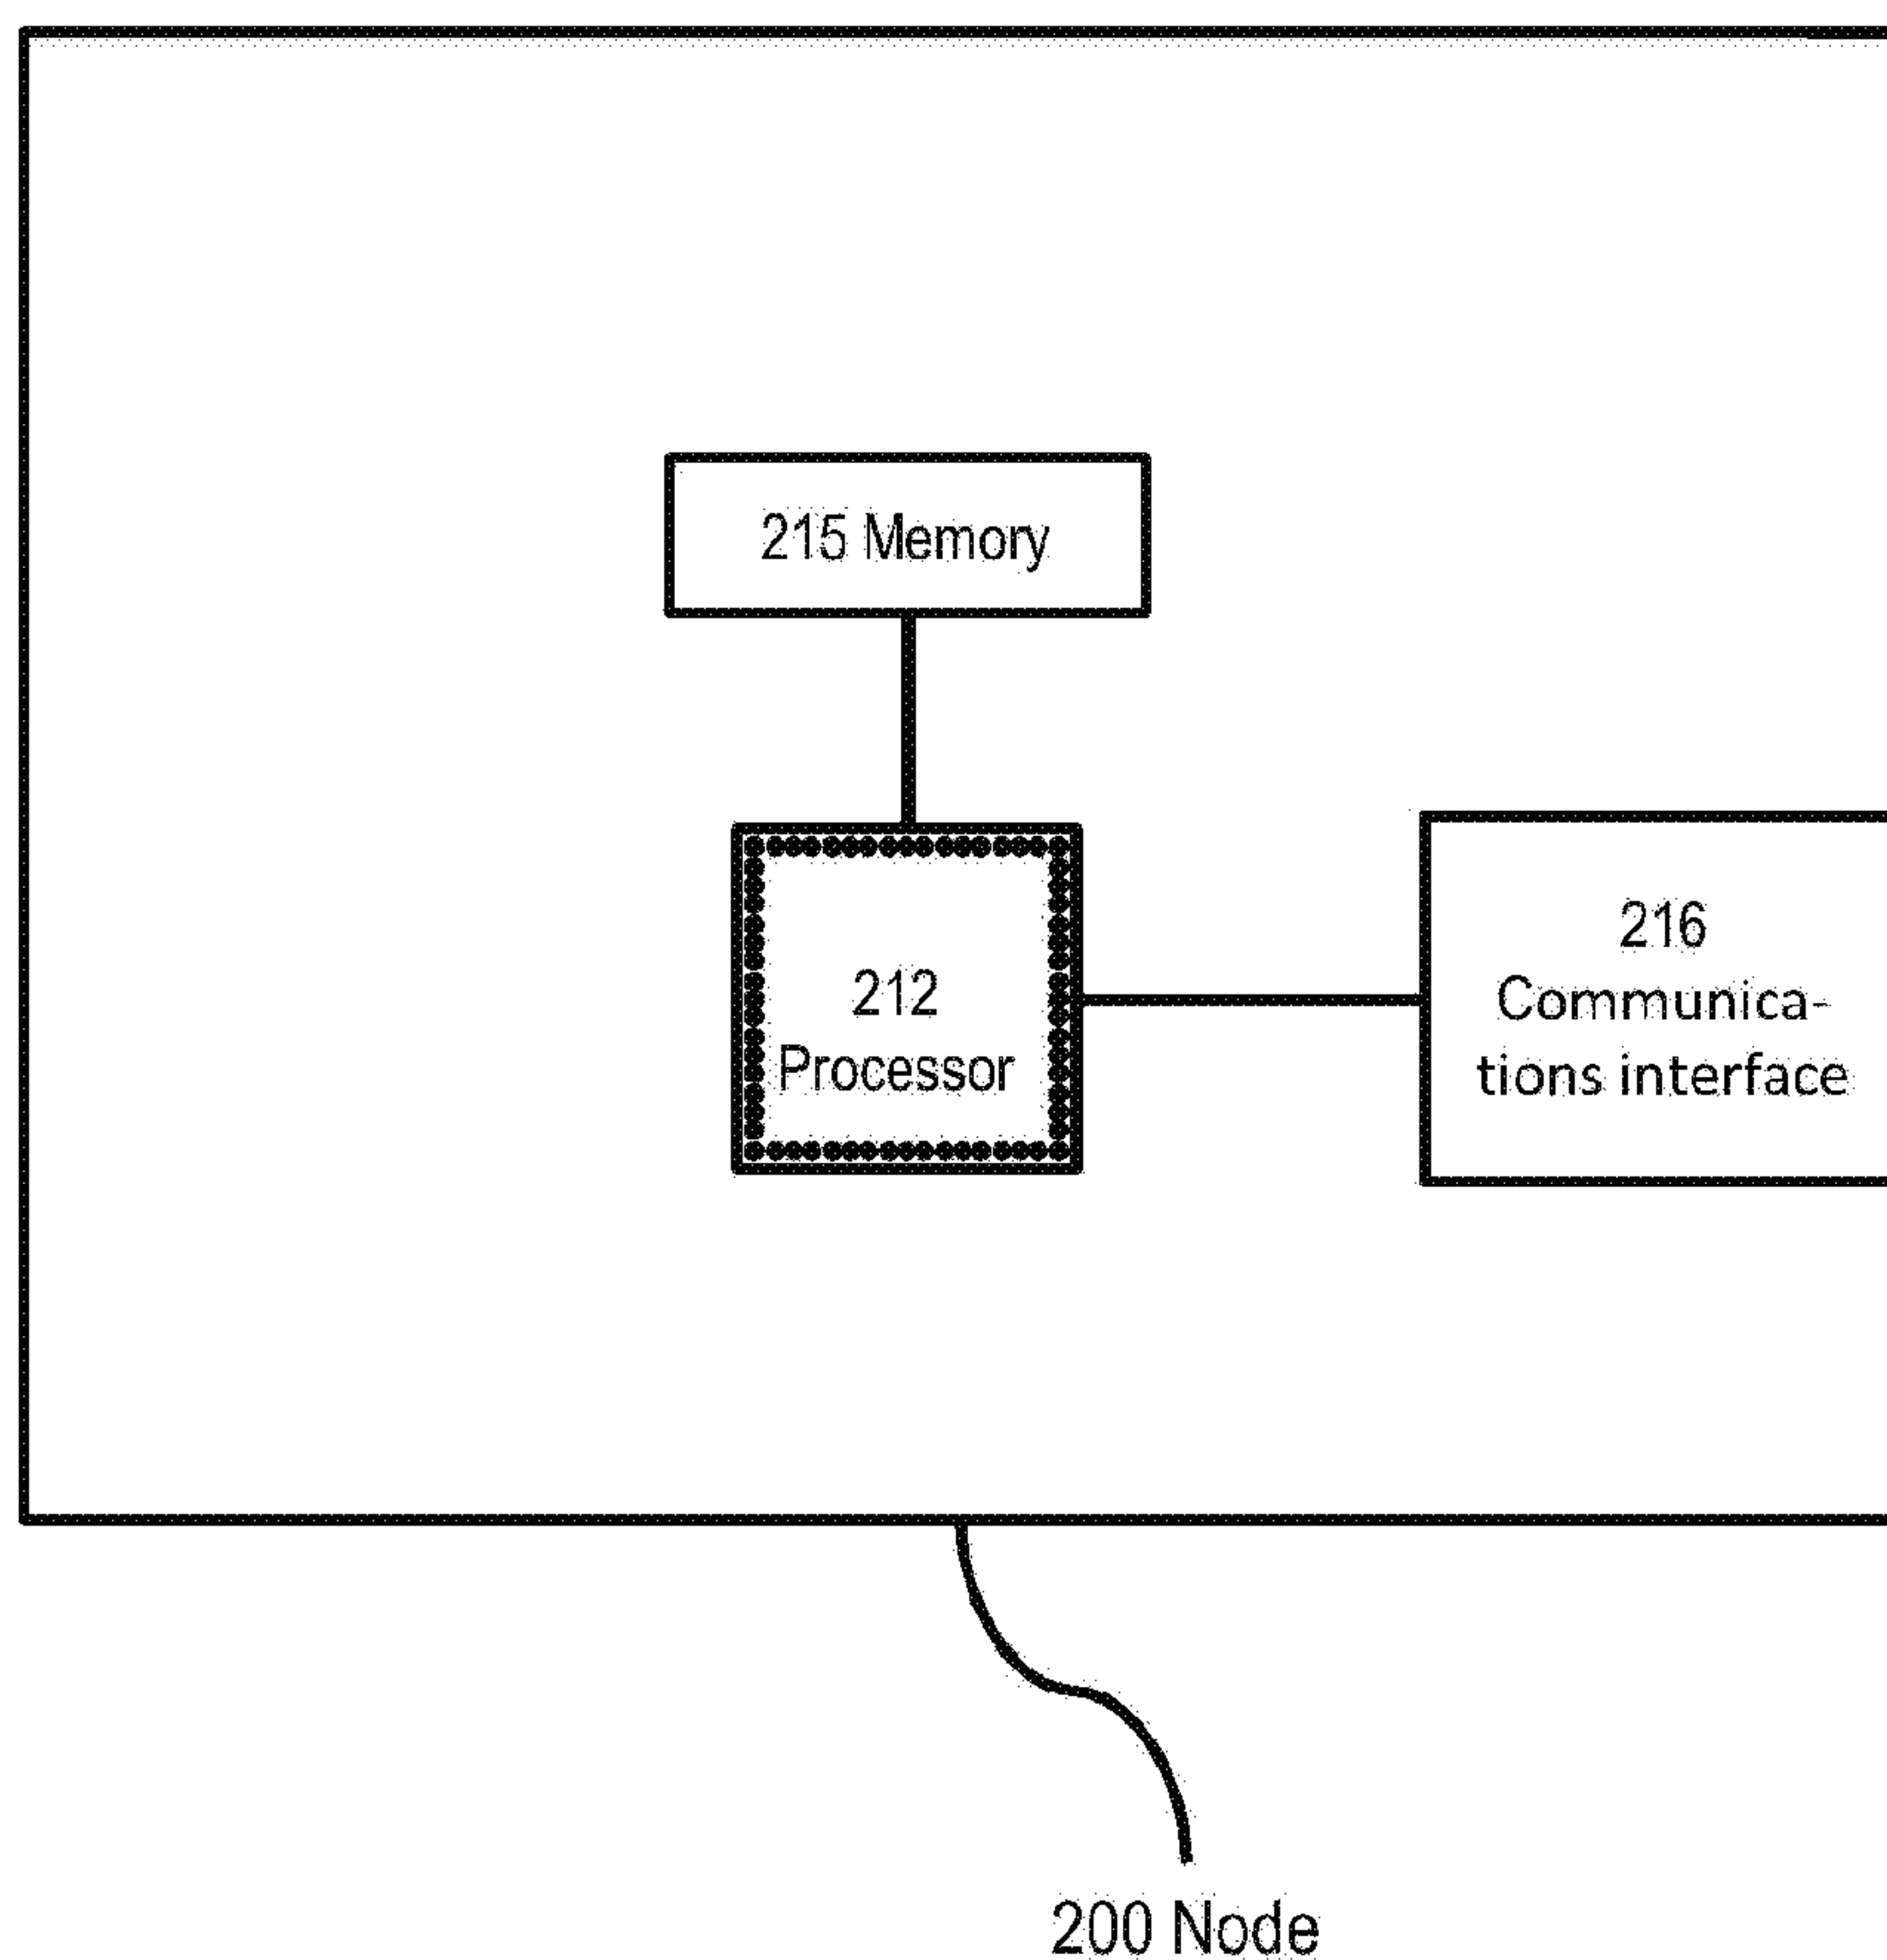 215 Memory
212
Processor
216
Communica-
tions interface
200 Node